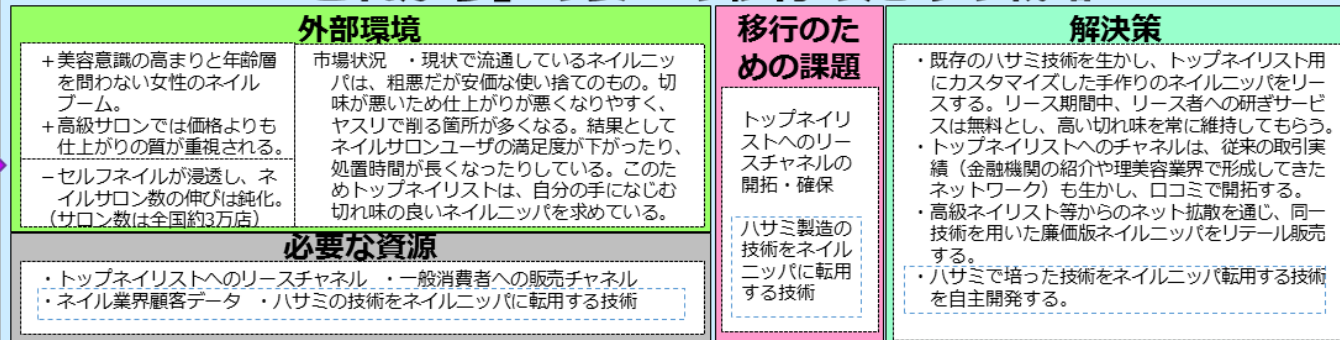 外部環境
+美容意識の高まりと年齢層
を問わない女性のネイル
ブーム。
+高級サロンでは価格よりも
仕上がりの質が重視される。
-セルフネイルが浸透し、ネ
イルサロン数の伸びは鈍化。
(サロン数は全国約3万店)
市場状況 ・現状で流通しているネイルニッ
パは、粗悪だが安価な使い捨てのもの。切
味が悪いため仕上がりが悪くなりやすく、
ヤスリで削る箇所が多くなる。結果として
ネイルサロンユーザの満足度が下がったり、
処置時間が長くなったりしている。このた
めトップネイリストは、自分の手になじむ
切れ味の良いネイルニッパを求めている。
必要な資源
・トップネイリストへのリースチャネル ・一般消費者への販売チャネル
・ネイル業界顧客データ ・ハサミの技術をネイルニッパに転用する技術
移行のた
めの課題
トップネイリ
ストへのリー
スチャネルの
開拓・確保
ハサミ製造の
技術をネイル
ニッパに転用
する技術
解決策
・既存のハサミ技術を生かし、トップネイリスト用
にカスタマイズした手作りのネイルニッパをリー
スする。リース期間中、リース者への研ぎサービ
スは無料とし、高い切れ味を常に維持してもらう。
・トップネイリストへのチャネルは、従来の取引実
績（金融機関の紹介や理美容業界で形成してきた
ネットワーク）も生かし、口コミで開拓する。
・高級ネイリスト等からのネット拡散を通じ、同一
技術を用いた廉価版ネイルニッパをリテール販売
する。
・ハサミで培った技術をネイルニッパ転用する技術
を自主開発する。